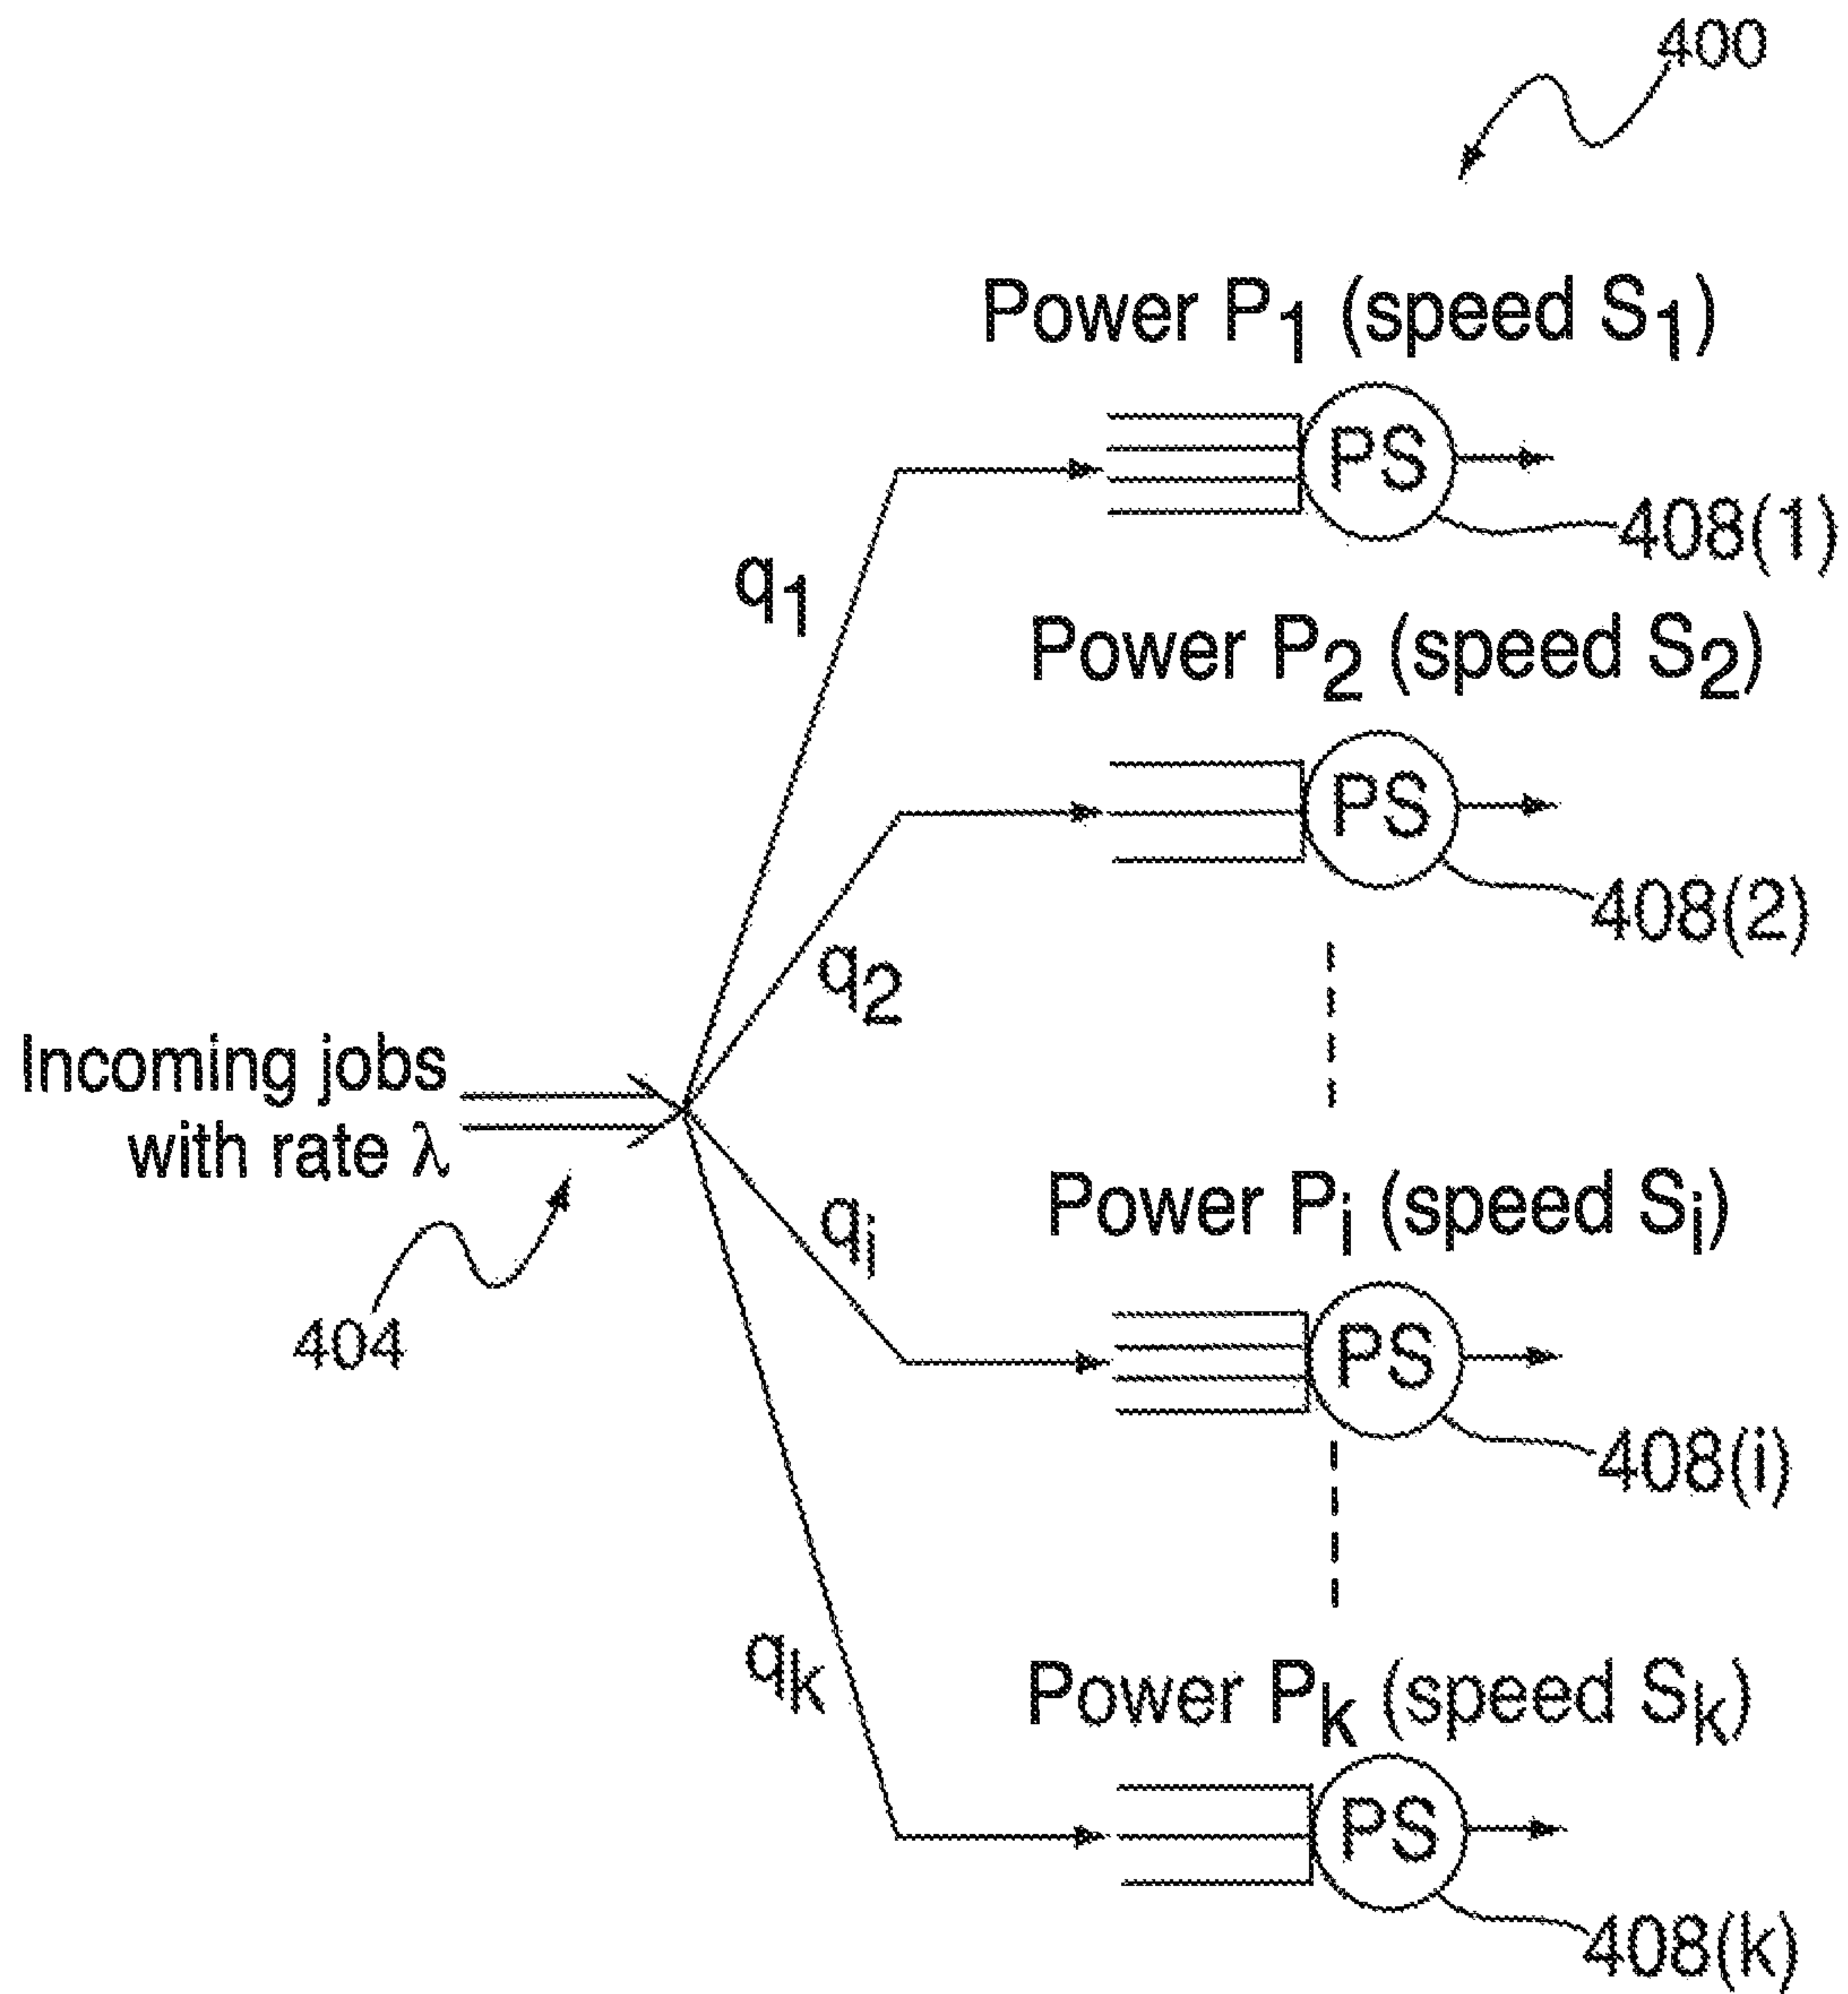 400
Power P1 (speed S1)
PS
408(1)
q1
Power P2 (speed S2)
PS
408(2)
q2
Incoming jobs
with rate λ
404
Power Pi (speed Si)
qi
PS
408(i)
Power Pk (speed Sk)
qk
PS
408(k)